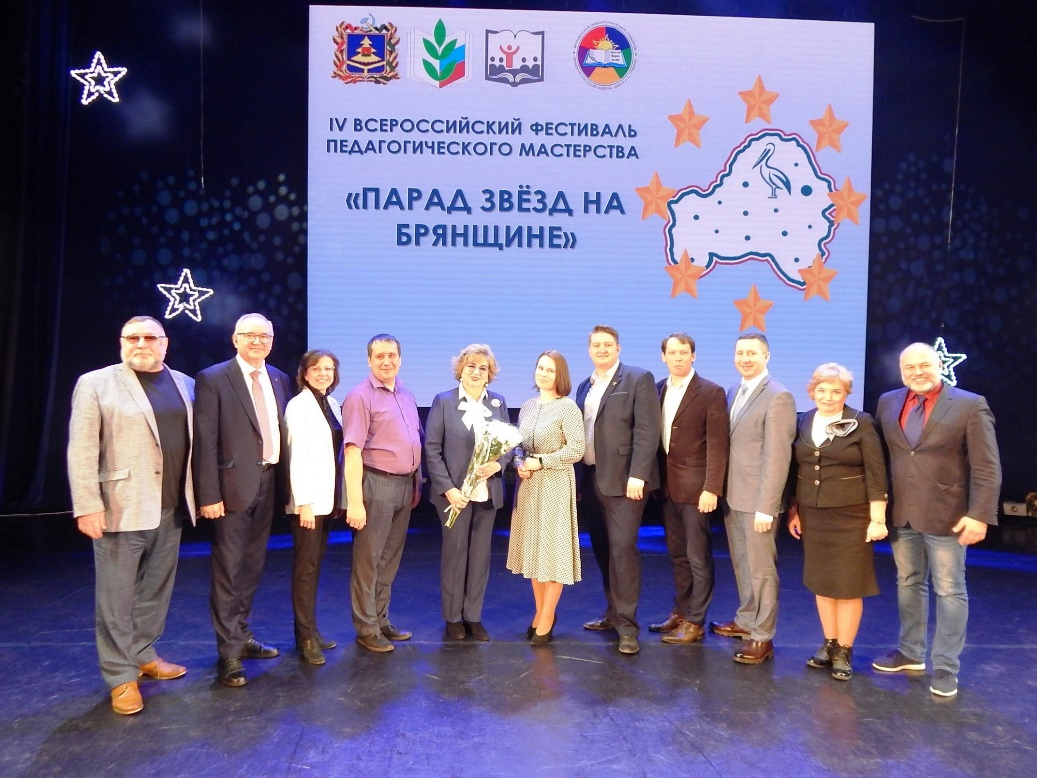 IV ВСЕРОССИЙСКИЙ ФЕСТИВАЛЬ
ПЕДАГОГИЧЕСКОГО МАСТЕРСТВА
«ПАРАД ЗВЁЗД НА
БРЯНЩИНЕ»